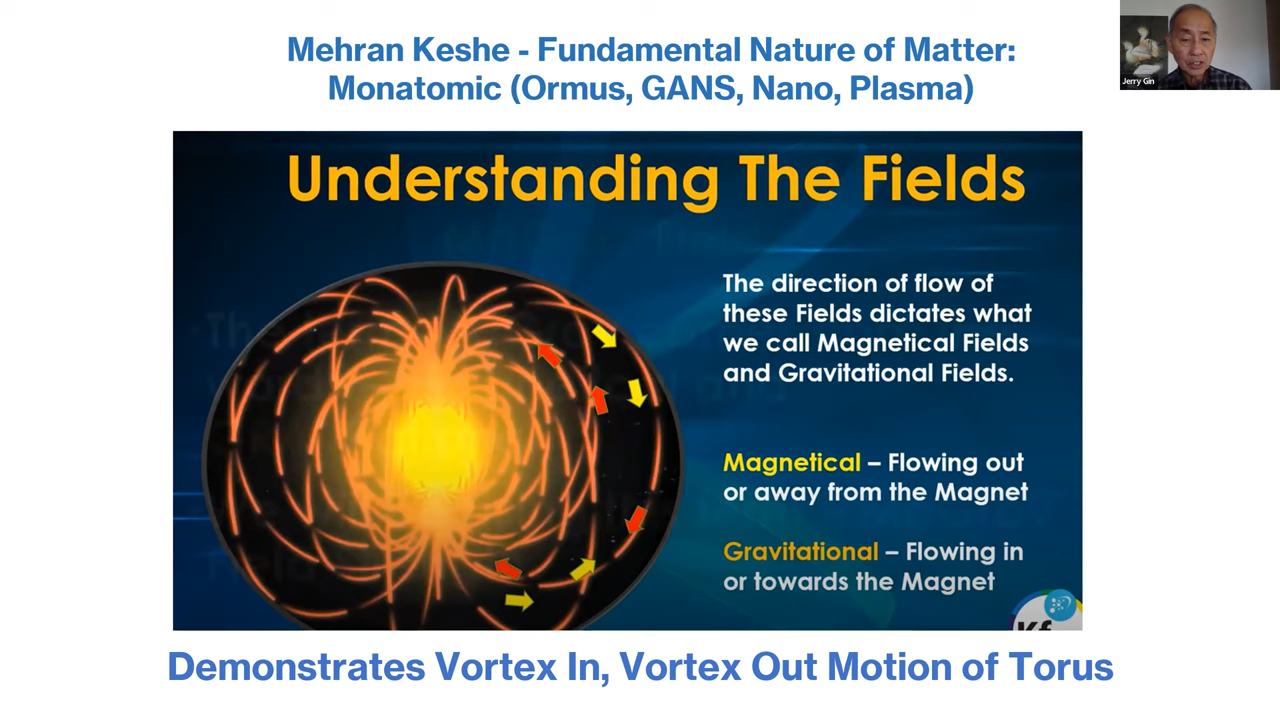 Mehran Keshe - Fundamental Nature of Matter:
Monatomic (Ormus, GANS, Nano, Plasma)
Jerry Gin
Understanding The Fields
The direction of flow of
these Fields dictates what
we call Magnetical Fields
and Gravitational Fields.
Magnetical – Flowing out
or away from the Magnet
Gravitational – Flowing in
or towards the Magnet
Kf
Demonstrates Vortex In, Vortex Out Motion of Torus